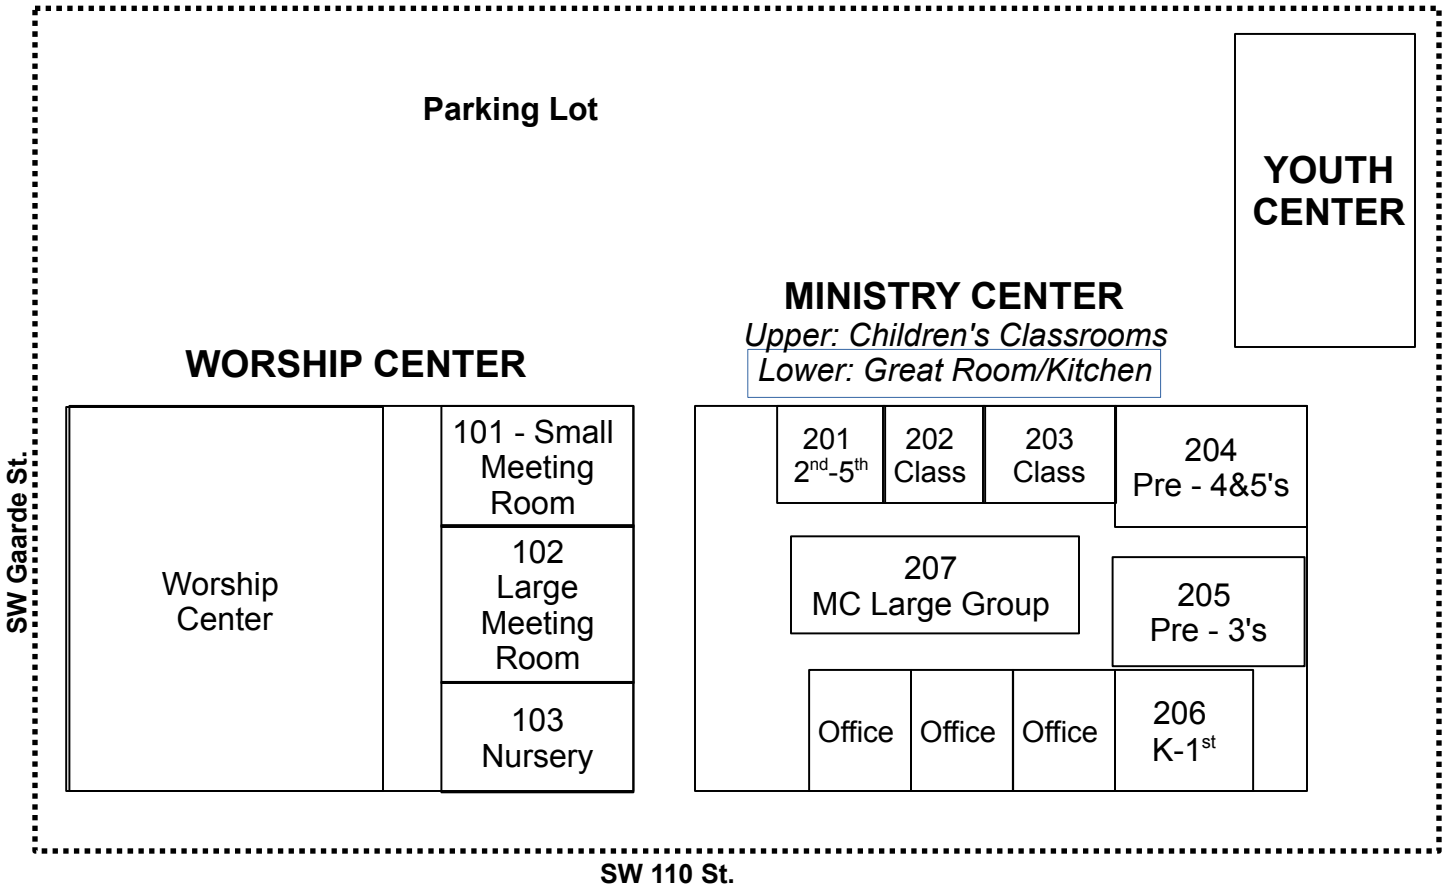 Parking Lot
YOUTH
CENTER
MINISTRY CENTER
Upper: Children's Classrooms
Lower: Great Room/Kitchen
WORSHIP CENTER
SW Gaarde St.
Worship
Center
101 - Small
Meeting
Room
102
Large
Meeting
Room
103
Nursery
201
2nd-5th
202
Class
203
Class
204
Pre - 4&5's
207
MC Large Group
205
Pre - 3's
Office
Office
Office
206
K-1st
SW 110 St.